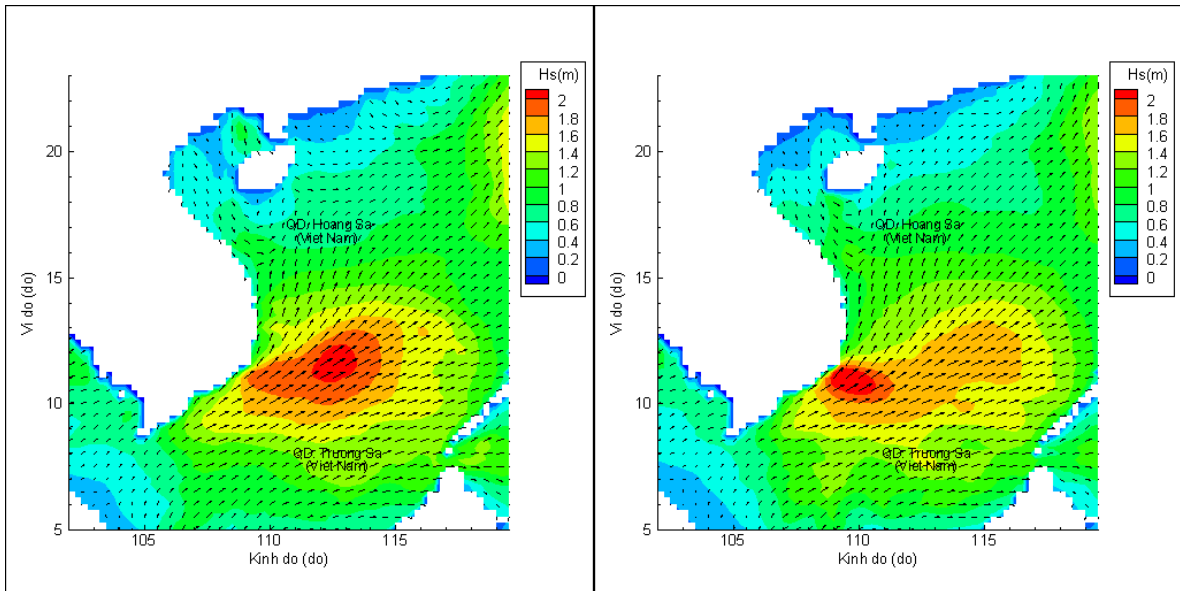 Hs(m)
2
1.8
1.6
1.4
1.2
1
0.8
0.6
0.4
0.2
0
20
15
10
5
Vi do (do)
QD. Hoang Sa
(Viet Nam)
QD. Truong Sa
(Viet Nam)
105
110
115
Kinh do (do)
Hs(m)
2
1.8
1.6
1.4
1.2
1
0.8
0.6
0.4
0.2
0
20
15
10
5
Vi do (do)
QD. Hoang Sa
(Viet Nam)
QD. Truong Sa
(Viet Nam)
105
110
115
Kinh do (do)